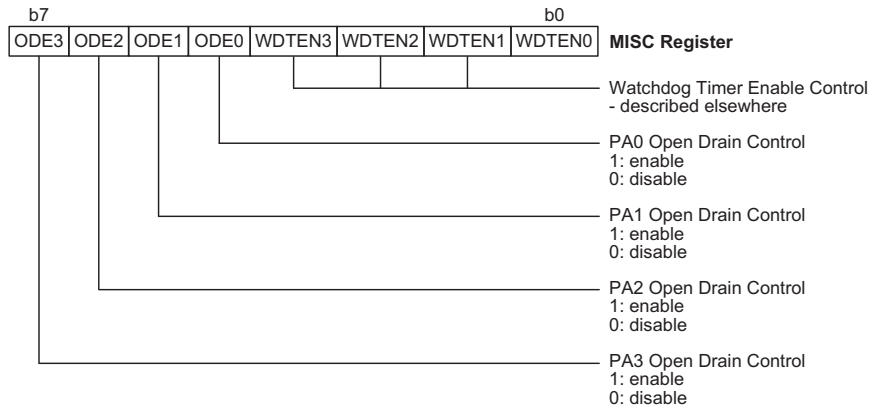 b7 b0
ODE3 ODE2 ODE1 ODE0 WDTEN3 WDTEN2 WDTEN1 WDTEN0 MISC Register
Watchdog Timer Enable Control
- described elsewhere
PA0 Open Drain Control
1: enable
0: disable
PA1 Open Drain Control
1: enable
0: disable
PA2 Open Drain Control
1: enable
0: disable
PA3 Open Drain Control
1: enable
0: disable